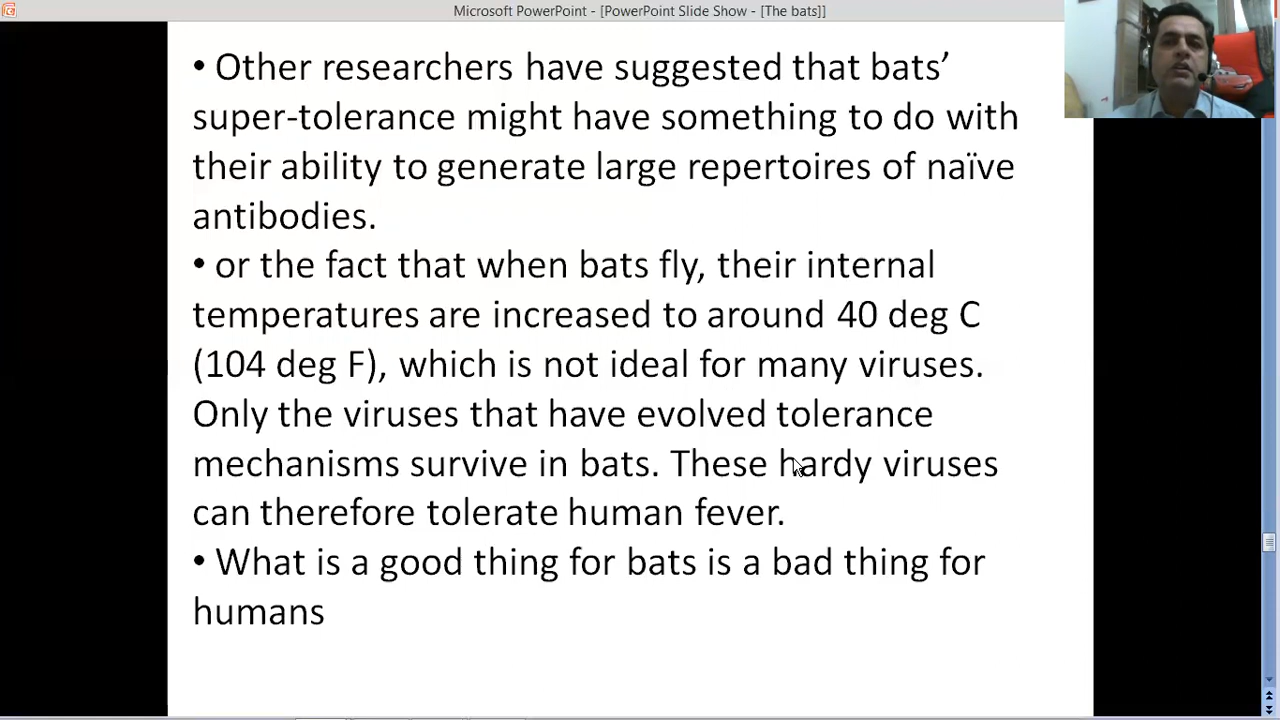 Microsoft PowerPoint - [PowerPoint Slide Show - [The bats]]
• Other researchers have suggested that bats’
super-tolerance might have something to do with
their ability to generate large repertoires of naïve
antibodies.
• or the fact that when bats fly, their internal
temperatures are increased to around 40 deg C
(104 deg F), which is not ideal for many viruses.
Only the viruses that have evolved tolerance
mechanisms survive in bats. These hardy viruses
can therefore tolerate human fever.
• What is a good thing for bats is a bad thing for
humans